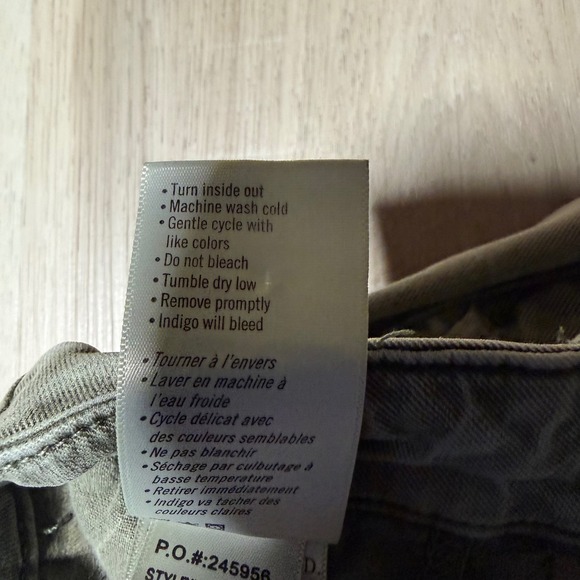 • Turn inside out
• Machine wash cold
• Gentle cycle with
like colors
• Do not bleach
• Tumble dry low
• Remove promptly
• Indigo will bleed
• Tourner à l'envers
• Laver en machine à
l'eau froide
• Cycle délicat avec
des couleurs semblables
• Ne pas blanchir
• Séchage par culbutage à
basse temperature
• Retirer immédiatement
• Indigo va tacher des
couleurs claires
P.O.#:245956
D.